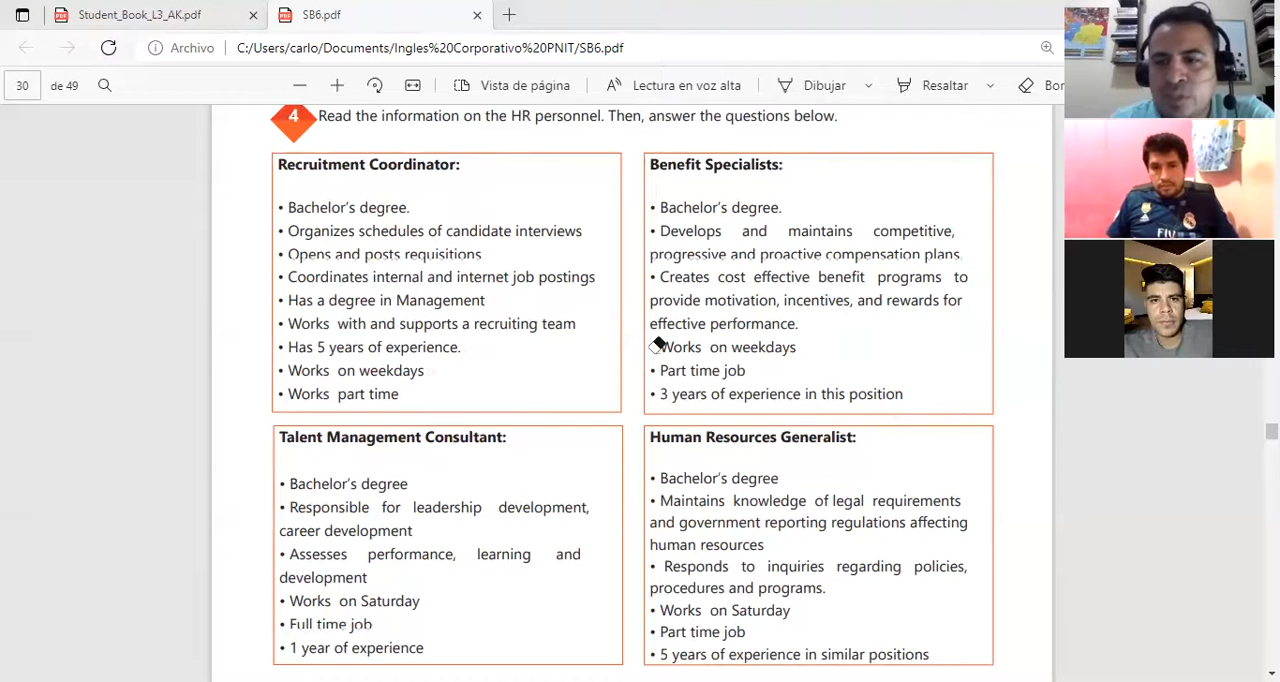 Student_Book_L3_AK.pdf
SB6.pdf
Archivo
C:/Users/carlo/Documents/Ingles%20Corporativo%20PNIT/SB6.pdf
30
de 49
Vista de página
Lectura en voz alta
Dibujar
Resaltar
Bor
4
Read the information on the HR personnel. Then, answer the questions below.
Recruitment Coordinator:
• Bachelor's degree.
• Organizes schedules of candidate interviews
• Opens and posts requisitions
• Coordinates internal and internet job postings
• Has a degree in Management
• Works with and supports a recruiting team
• Has 5 years of experience.
• Works on weekdays
• Works part time
Benefit Specialists:
• Bachelor's degree.
• Develops and maintains competitive,
progressive and proactive compensation plans.
• Creates cost effective benefit programs to
provide motivation, incentives, and rewards for
effective performance.
Works on weekdays
• Part time job
• 3 years of experience in this position
Talent Management Consultant:
• Bachelor's degree
• Responsible for leadership development,
career development
• Assesses performance, learning and
development
• Works on Saturday
• Full time job
• 1 year of experience
Human Resources Generalist:
• Bachelor's degree
• Maintains knowledge of legal requirements
and government reporting regulations affecting
human resources
• Responds to inquiries regarding policies,
procedures and programs.
• Works on Saturday
• Part time job
• 5 years of experience in similar positions